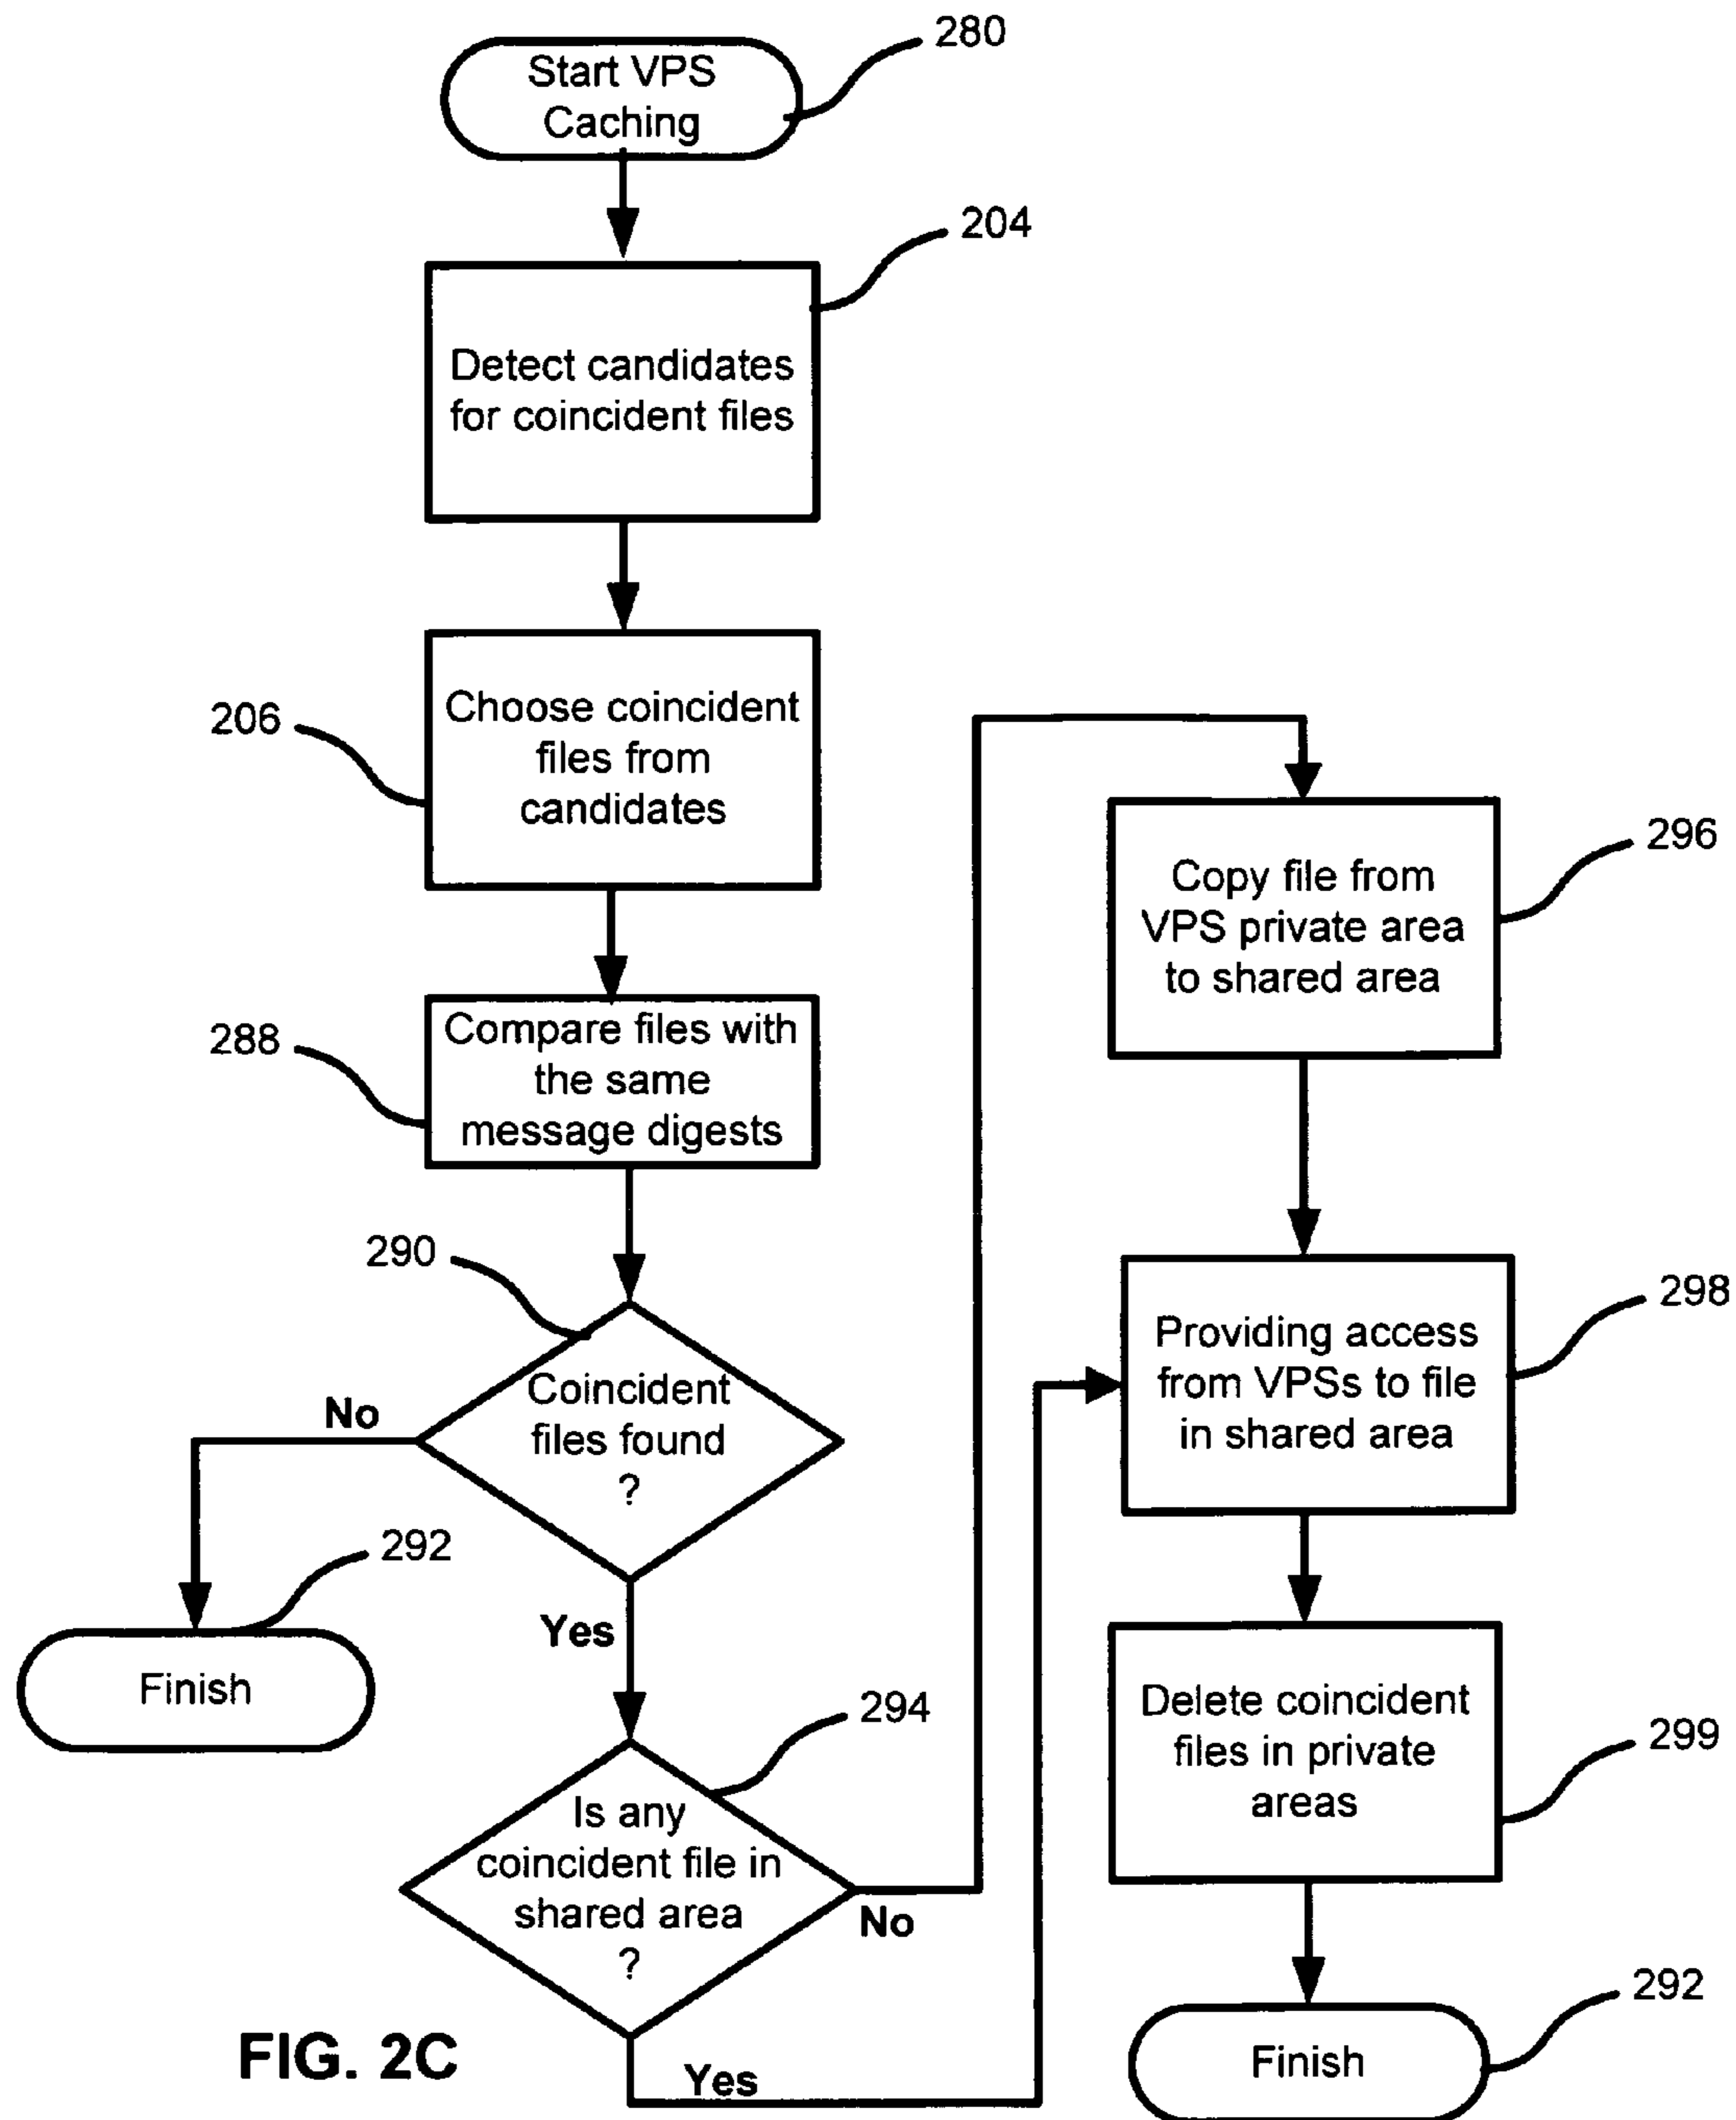 280
Start VPS
Caching
204
Detect candidates
for coincident files
206
Choose coincident
files from
candidates
288
Compare files with
the same
message digests
290
Coincident
files found
?
No
Yes
292
Finish
294
Is any
coincident file in
shared area
?
No
Yes
296
Copy file from
VPS private area
to shared area
298
Providing access
from VPSs to file
in shared area
299
Delete coincident
files in private
areas
292
Finish
FIG. 2C